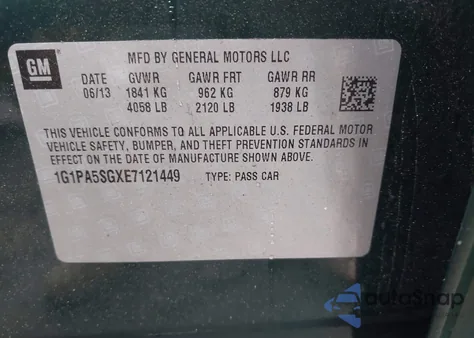 GM
MFD BY GENERAL MOTORS LLC
DATE GVWR GAWR FRT GAWR RR
06/13 1841 KG 962 KG 879 KG
4058 LB 2120 LB 1938 LB
THIS VEHICLE CONFORMS TO ALL APPLICABLE U.S. FEDERAL MOTOR
VEHICLE SAFETY, BUMPER, AND THEFT PREVENTION STANDARDS IN
EFFECT ON THE DATE OF MANUFACTURE SHOWN ABOVE.
1G1PA5SGXE7121449 TYPE: PASS CAR
autoSnap